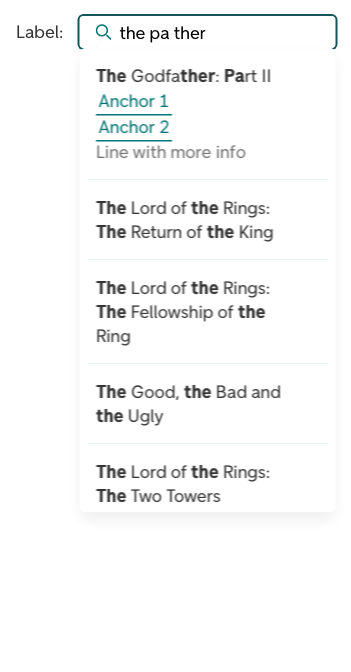 Label: the pa ther
The Godfather: Part II
Anchor 1
Anchor 2
Line with more info
The Lord of the Rings:
The Return of the King
The Lord of the Rings:
The Fellowship of the
Ring
The Good, the Bad and
the Ugly
The Lord of the Rings:
The Two Towers